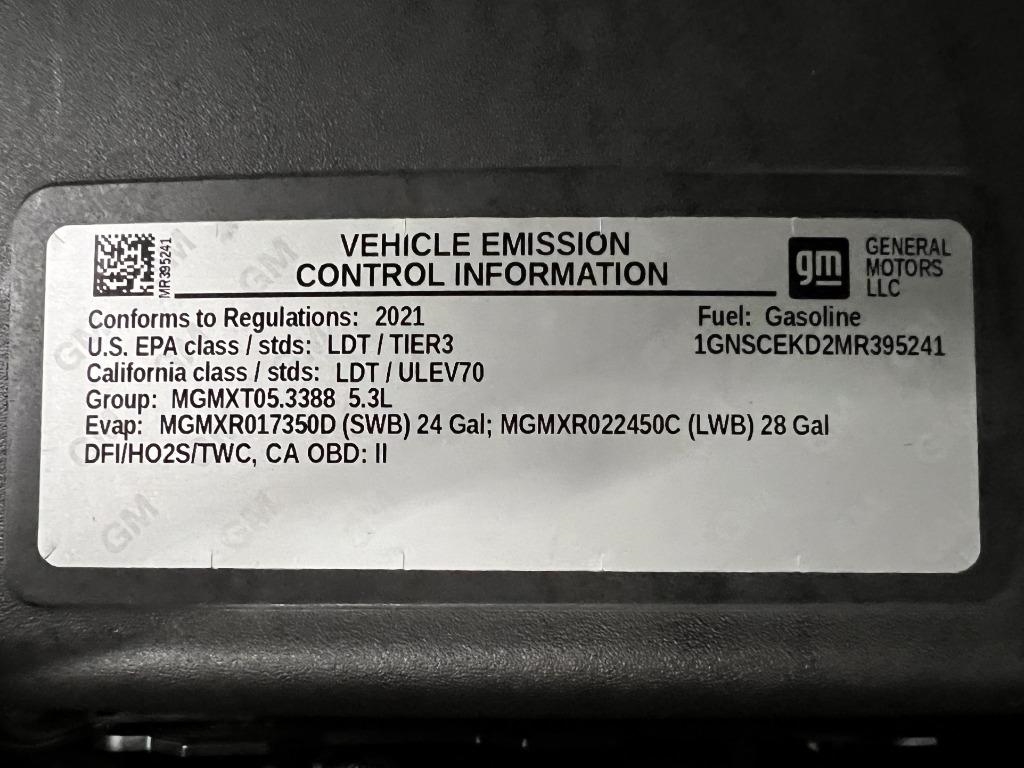 MR395241
VEHICLE EMISSION
CONTROL INFORMATION
gm
GENERAL
MOTORS
LLC
Conforms to Regulations: 2021
Fuel: Gasoline
U.S. EPA class / stds: LDT / TIER3
1GNSCEKD2MR395241
California class / stds: LDT / ULEV70
Group: MGMXT05.3388 5.3L
Evap: MGMXR017350D (SWB) 24 Gal; MGMXR022450C (LWB) 28 Gal
DFI/HO2S/TWC, CA OBD: II
GM
GM